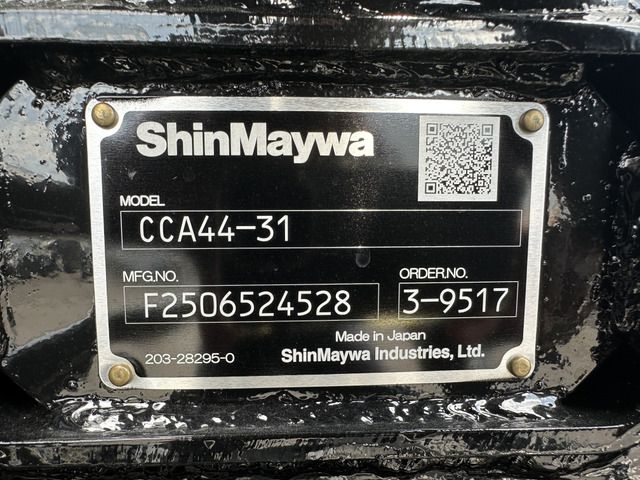 ShinMaywa
MODEL
CCA44-31
MFG.NO. ORDER.NO.
F2506524528 3-9517
Made in Japan
203-28295-0 ShinMaywa Industries, Ltd.